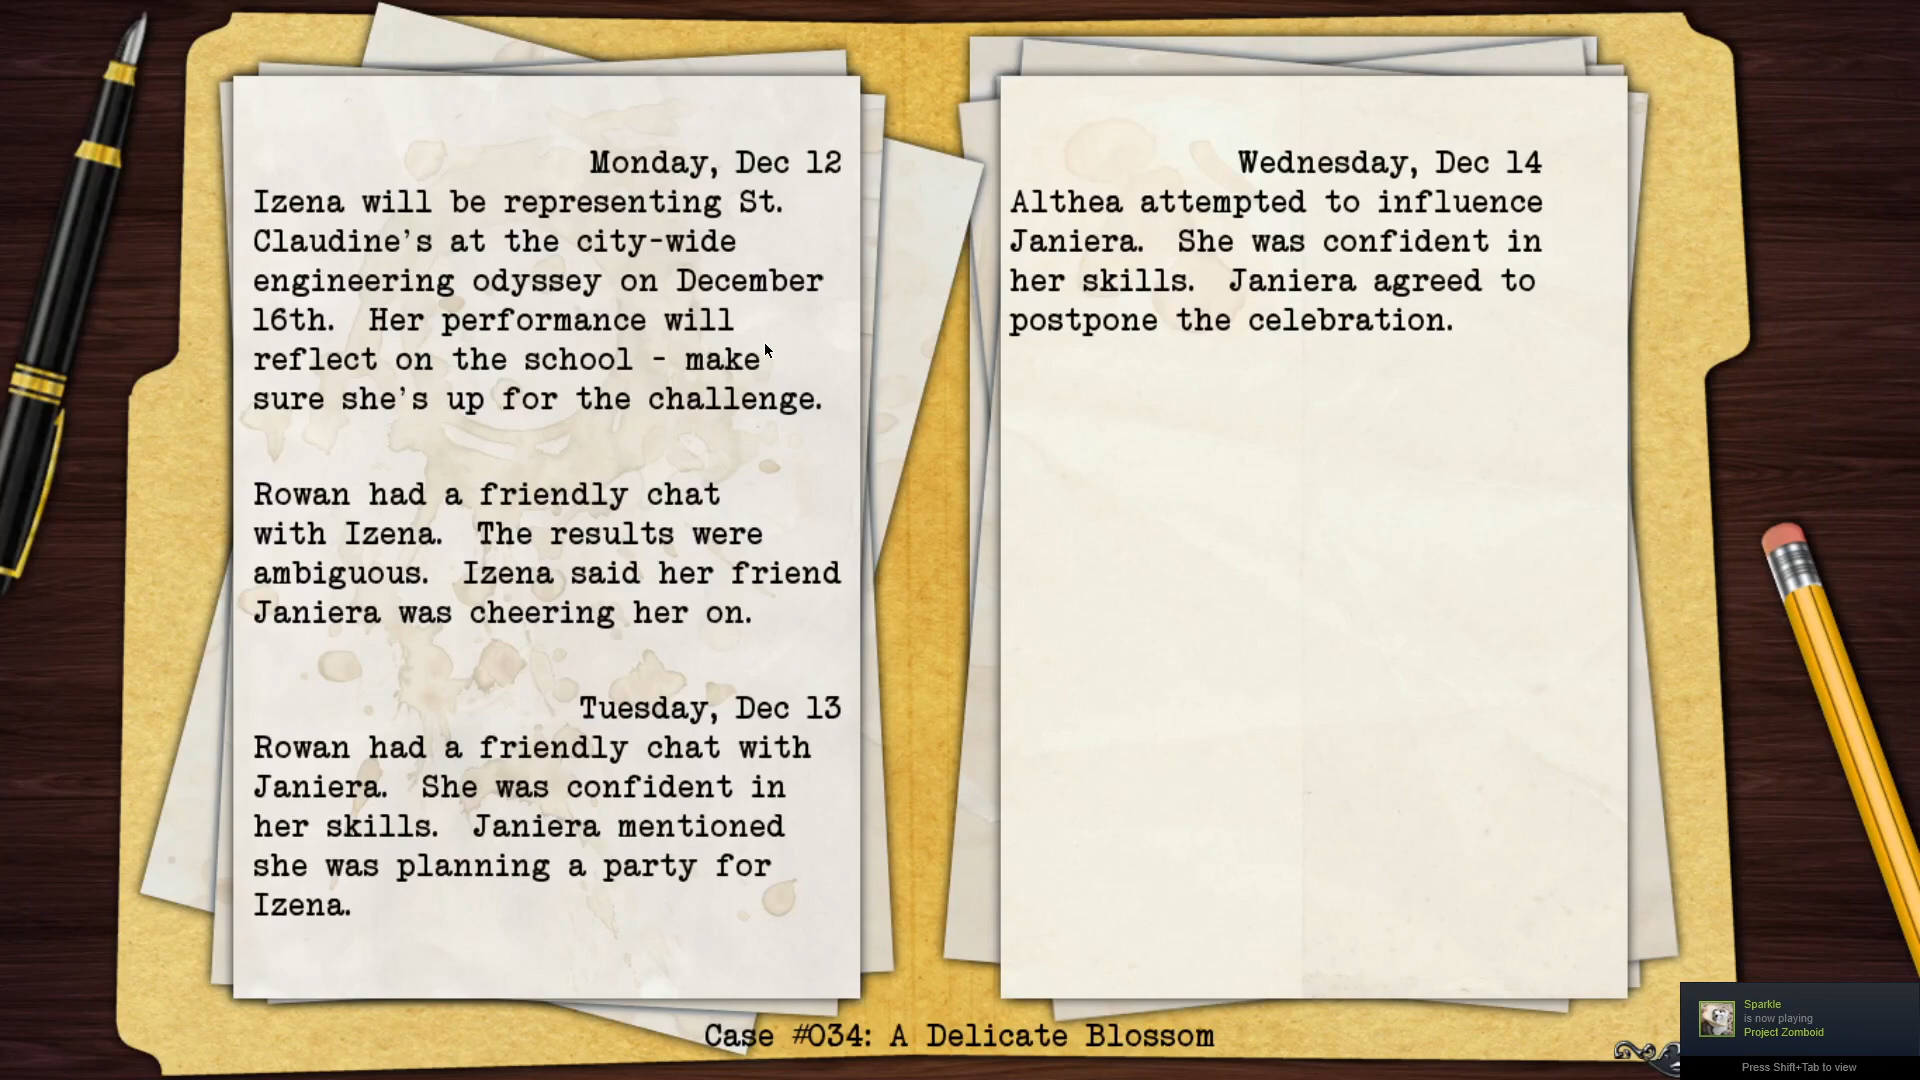 Monday, Dec 12
Izena will be representing St.
Claudine's at the city-wide
engineering odyssey on December
16th.  Her performance will
reflect on the school - make
sure she's up for the challenge.
Rowan had a friendly chat
with Izena.  The results were
ambiguous.  Izena said her friend
Janiera was cheering her on.
Tuesday, Dec 13
Rowan had a friendly chat with
Janiera.  She was confident in
her skills.  Janiera mentioned
she was planning a party for
Izena.
Wednesday, Dec 14
Althea attempted to influence
Janiera.  She was confident in
her skills.  Janiera agreed to
postpone the celebration.
Case #034: A Delicate Blossom
Sparkle
is now playing
Project Zomboid
Press Shift+Tab to view